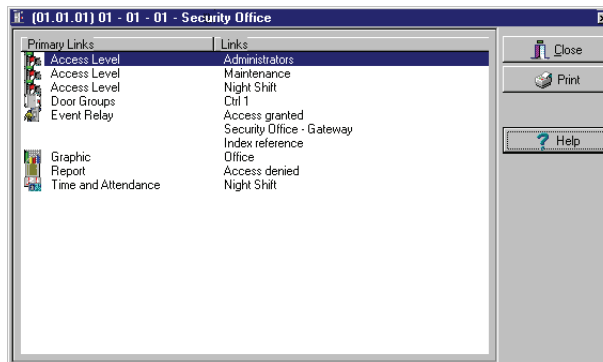 (01.01.01) 01 - 01 - 01 - Security Office
Primary Links Links
Access Level Administrators
Access Level Maintenance
Access Level Night Shift
Door Groups Ctrl 1
Event Relay Access granted
Security Office - Gateway
Index reference
Graphic Office
Report Access denied
Time and Attendance Night Shift
Close
Print
? Help